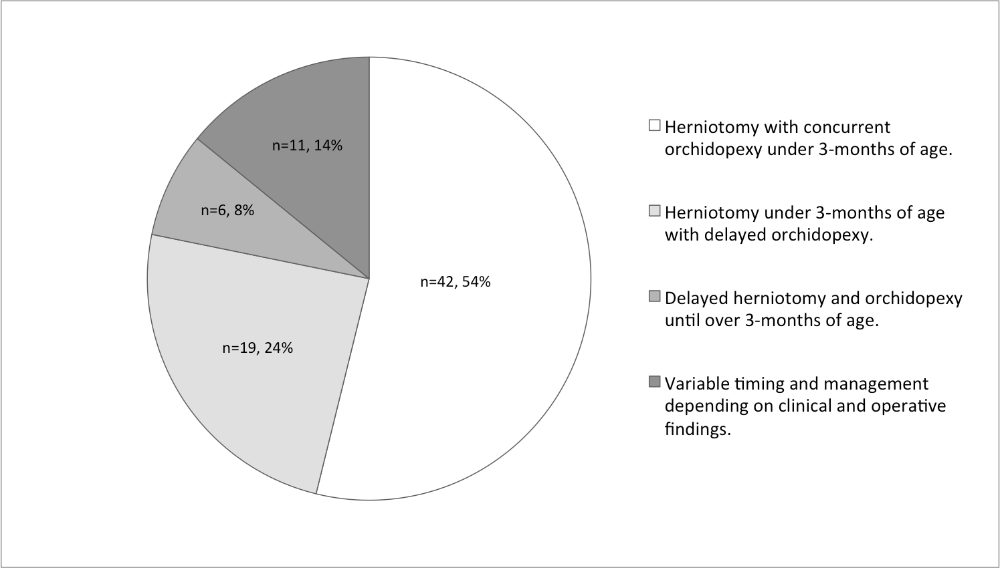 n=11, 14%
n=6, 8%
n=42, 54%
n=19, 24%
Herniotomy with concurrent
orchidopexy under 3-months of age.
Herniotomy under 3-months of age
with delayed orchidopexy.
Delayed herniotomy and orchidopexy
until over 3-months of age.
Variable timing and management
depending on clinical and operative
findings.